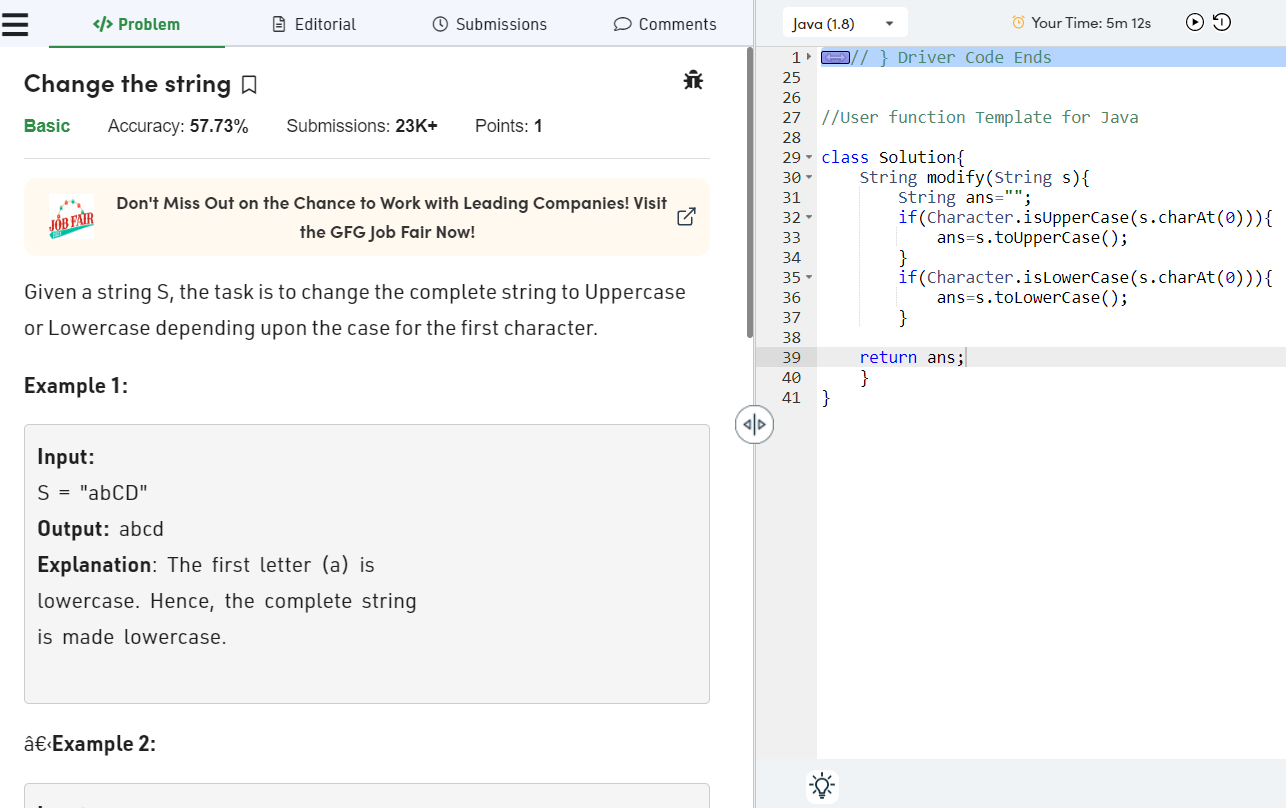 </> Problem
Editorial
Submissions
Comments
Change the string
Basic Accuracy: 57.73% Submissions: 23K+ Points: 1
JOB FAIR
Don't Miss Out on the Chance to Work with Leading Companies! Visit
the GFG Job Fair Now!
Given a string S, the task is to change the complete string to Uppercase
or Lowercase depending upon the case for the first character.
Example 1:
Input:
S = "abCD"
Output: abcd
Explanation: The first letter (a) is
lowercase. Hence, the complete string
is made lowercase.
â€‹Example 2:
Java (1.8)
Your Time: 5m 12s
1 // } Driver Code Ends
25
26
27 //User function Template for Java
28
29 class Solution{
30     String modify(String s){
31         String ans="";
32         if(Character.isUpperCase(s.charAt(0))){
33             ans=s.toUpperCase();
34         }
35         if(Character.isLowerCase(s.charAt(0))){
36             ans=s.toLowerCase();
37         }
38
39     return ans;
40     }
41 }